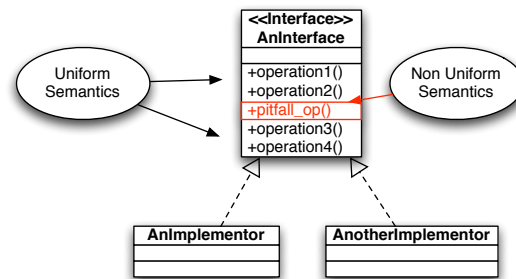 <<Interface>>
AnInterface
Uniform
Semantics
+operation1()
+operation2()
+pitfall_op()
+operation3()
+operation4()
Non Uniform
Semantics
AnImplementor
AnotherImplementor